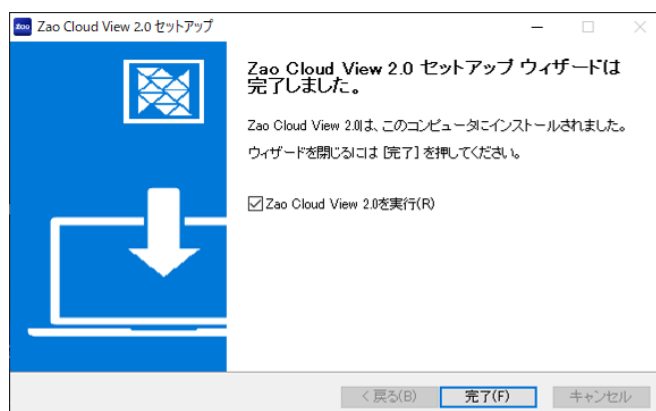 Zao Zao Cloud View 2.0 セットアップ
Zao Cloud View 2.0 セットアップ ウィザードは
完了しました。
Zao Cloud View 2.0は、このコンピュータにインストールされました。
ウィザードを閉じるには [完了] を押してください。
Zao Cloud View 2.0を実行(R)
< 戻る(B) 完了(F) キャンセル